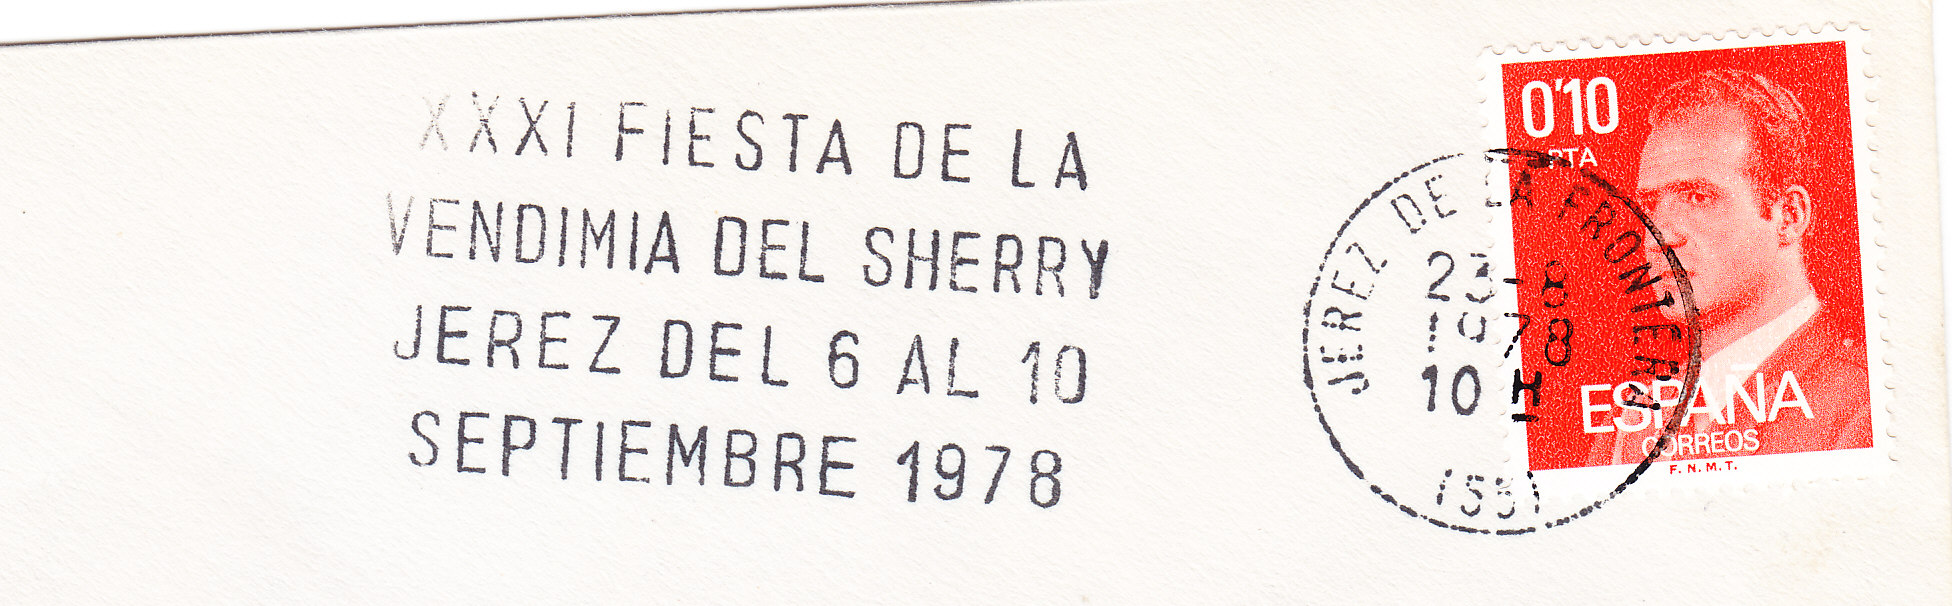 XXXI FIESTA DE LA
VENDIMIA DEL SHERRY
JEREZ DEL 6 AL 10
SEPTIEMBRE 1978
JEREZ DE LA FRONTERA
23-8
1978
10 H
0'10
PTA
ESPAÑA
CORREOS
F.N.M.T.